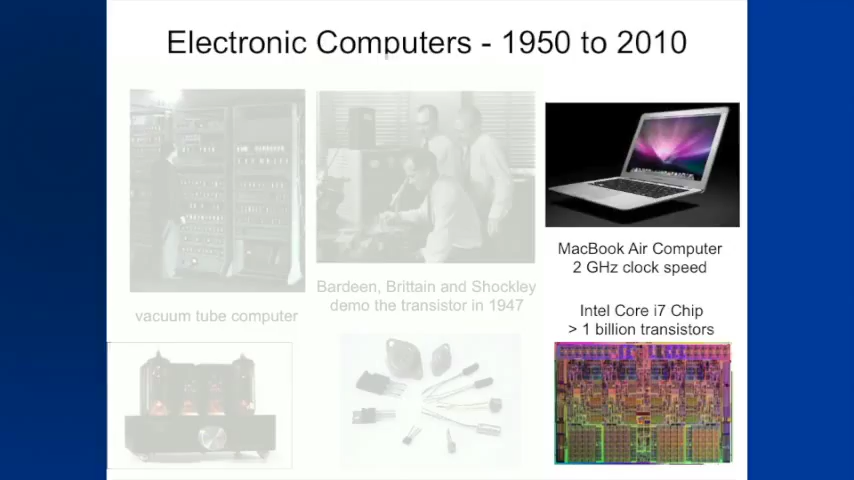 Electronic Computers - 1950 to 2010
vacuum tube computer
Bardeen, Brittain and Shockley
demo the transistor in 1947
MacBook Air Computer
2 GHz clock speed
Intel Core i7 Chip
> 1 billion transistors